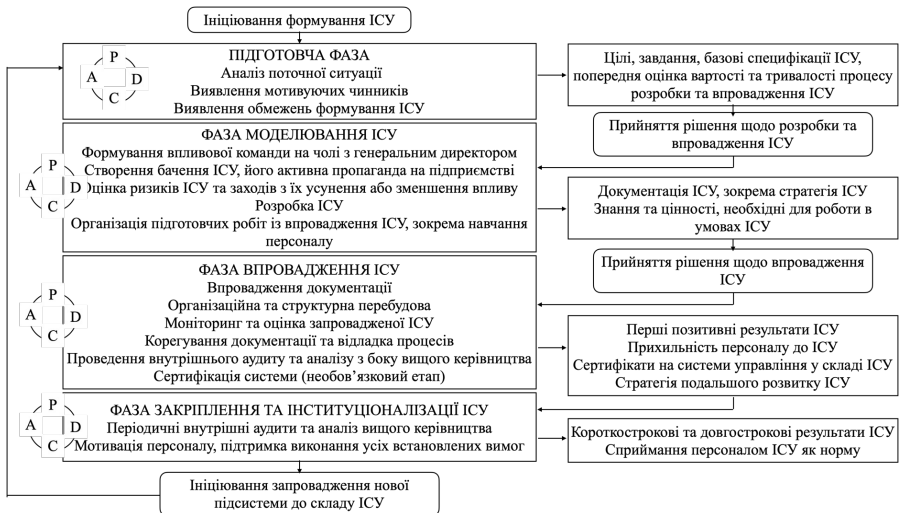 Ініціювання формування ІСУ
ПІДГОТОВЧА ФАЗА
Аналіз поточної ситуації
Виявлення мотивуючих чинників
Виявлення обмежень формування ІСУ
P
A
D
C
Цілі, завдання, базові специфікації ІСУ,
попередня оцінка вартості та тривалості процесу
розробки та впровадження ІСУ
Прийняття рішення щодо розробки та
впровадження ІСУ
ФАЗА МОДЕЛЮВАННЯ ІСУ
Формування впливової команди на чолі з генеральним директором
Створення бачення ІСУ, його активна пропаганда на підприємстві
Оцінка ризиків ІСУ та заходів з їх усунення або зменшення впливу
Розробка ІСУ
Організація підготовчих робіт із впровадження ІСУ, зокрема навчання
персоналу
P
A
D
C
Документація ІСУ, зокрема стратегія ІСУ
Знання та цінності, необхідні для роботи в
умовах ІСУ
Прийняття рішення щодо впровадження
ІСУ
ФАЗА ВПРОВАДЖЕННЯ ІСУ
Впровадження документації
Організаційна та структурна перебудова
Моніторинг та оцінка запровадженої ІСУ
Корегування документації та відладка процесів
Проведення внутрішнього аудиту та аналізу з боку вищого керівництва
Сертифікація системи (необов’язковий етап)
P
A
D
C
Перші позитивні результати ІСУ
Прихильність персоналу до ІСУ
Сертифікати на системи управління у складі ІСУ
Стратегія подальшого розвитку ІСУ
ФАЗА ЗАКРІПЛЕННЯ ТА ІНСТИТУЦІОНАЛІЗАЦІЇ ІСУ
Періодичні внутрішні аудити та аналіз вищого керівництва
Мотивація персоналу, підтримка виконання усіх встановлених вимог
P
A
D
C
Короткострокові та довгострокові результати ІСУ
Сприймання персоналом ІСУ як норму
Ініціювання запровадження нової
підсистеми до складу ІСУ